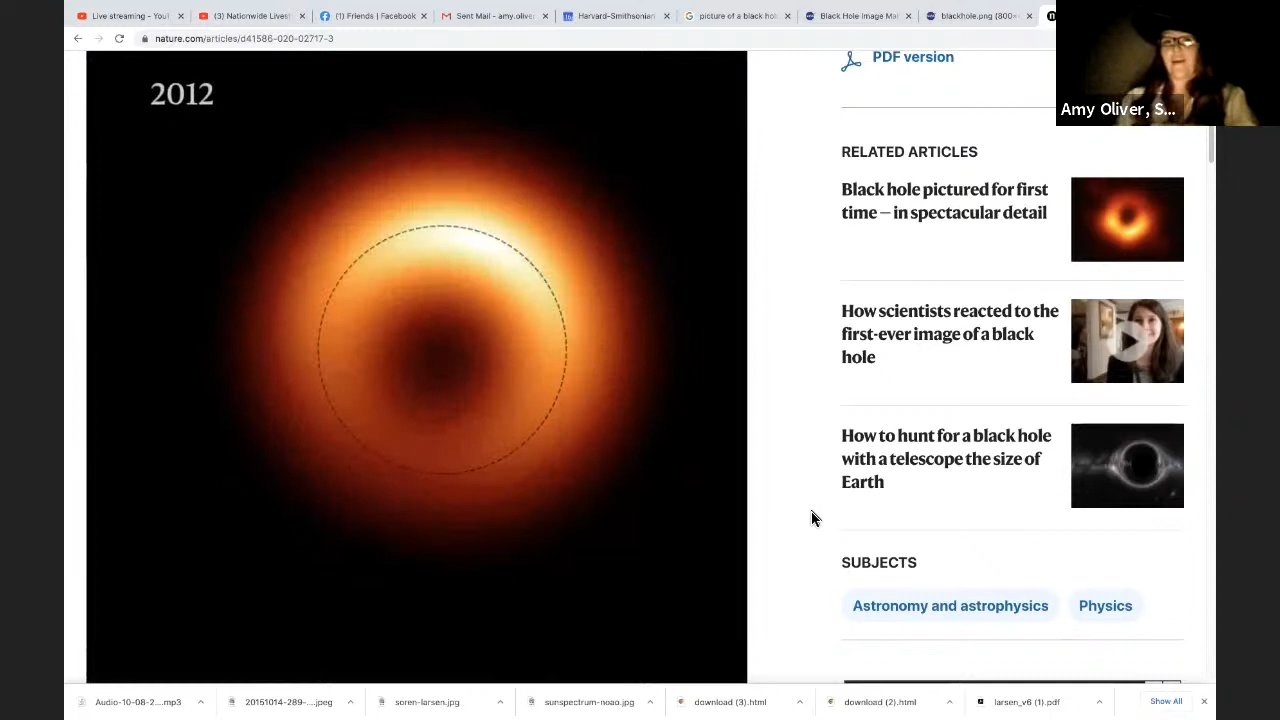 Live streaming - YouT
(3) Nationwide Livest
(1) Friends | Facebook
Sent Mail - amy.oliver
Harvard-Smithsonian
picture of a black hol
Black Hole Image Mak
blackhole.png (800×
nature.com/articles/d41586-020-02717-3
Amy Oliver, S...
2012
PDF version
RELATED ARTICLES
Black hole pictured for first
time — in spectacular detail
How scientists reacted to the
first-ever image of a black
hole
How to hunt for a black hole
with a telescope the size of
Earth
SUBJECTS
Astronomy and astrophysics
Physics
Audio-10-08-2....mp3
20151014-289-....jpeg
soren-larsen.jpg
sunspectrum-noao.jpg
download (3).html
download (2).html
larsen_v6 (1).pdf
Show All